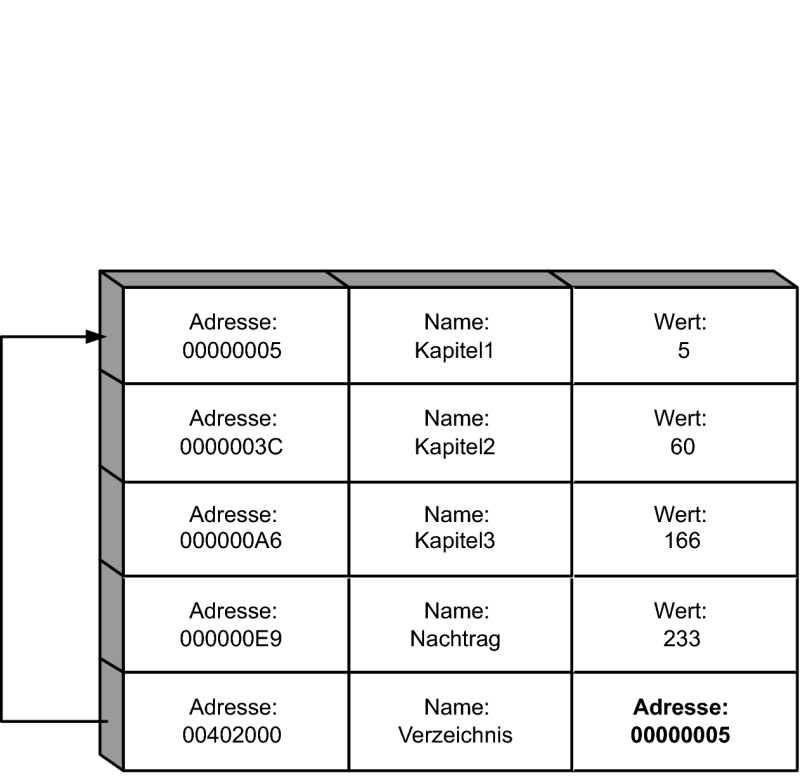 Adresse:
00000005
Name:
Kapitel1
Wert:
5
Adresse:
0000003C
Name:
Kapitel2
Wert:
60
Adresse:
000000A6
Name:
Kapitel3
Wert:
166
Adresse:
000000E9
Name:
Nachtrag
Wert:
233
Adresse:
00402000
Name:
Verzeichnis
Adresse:
00000005